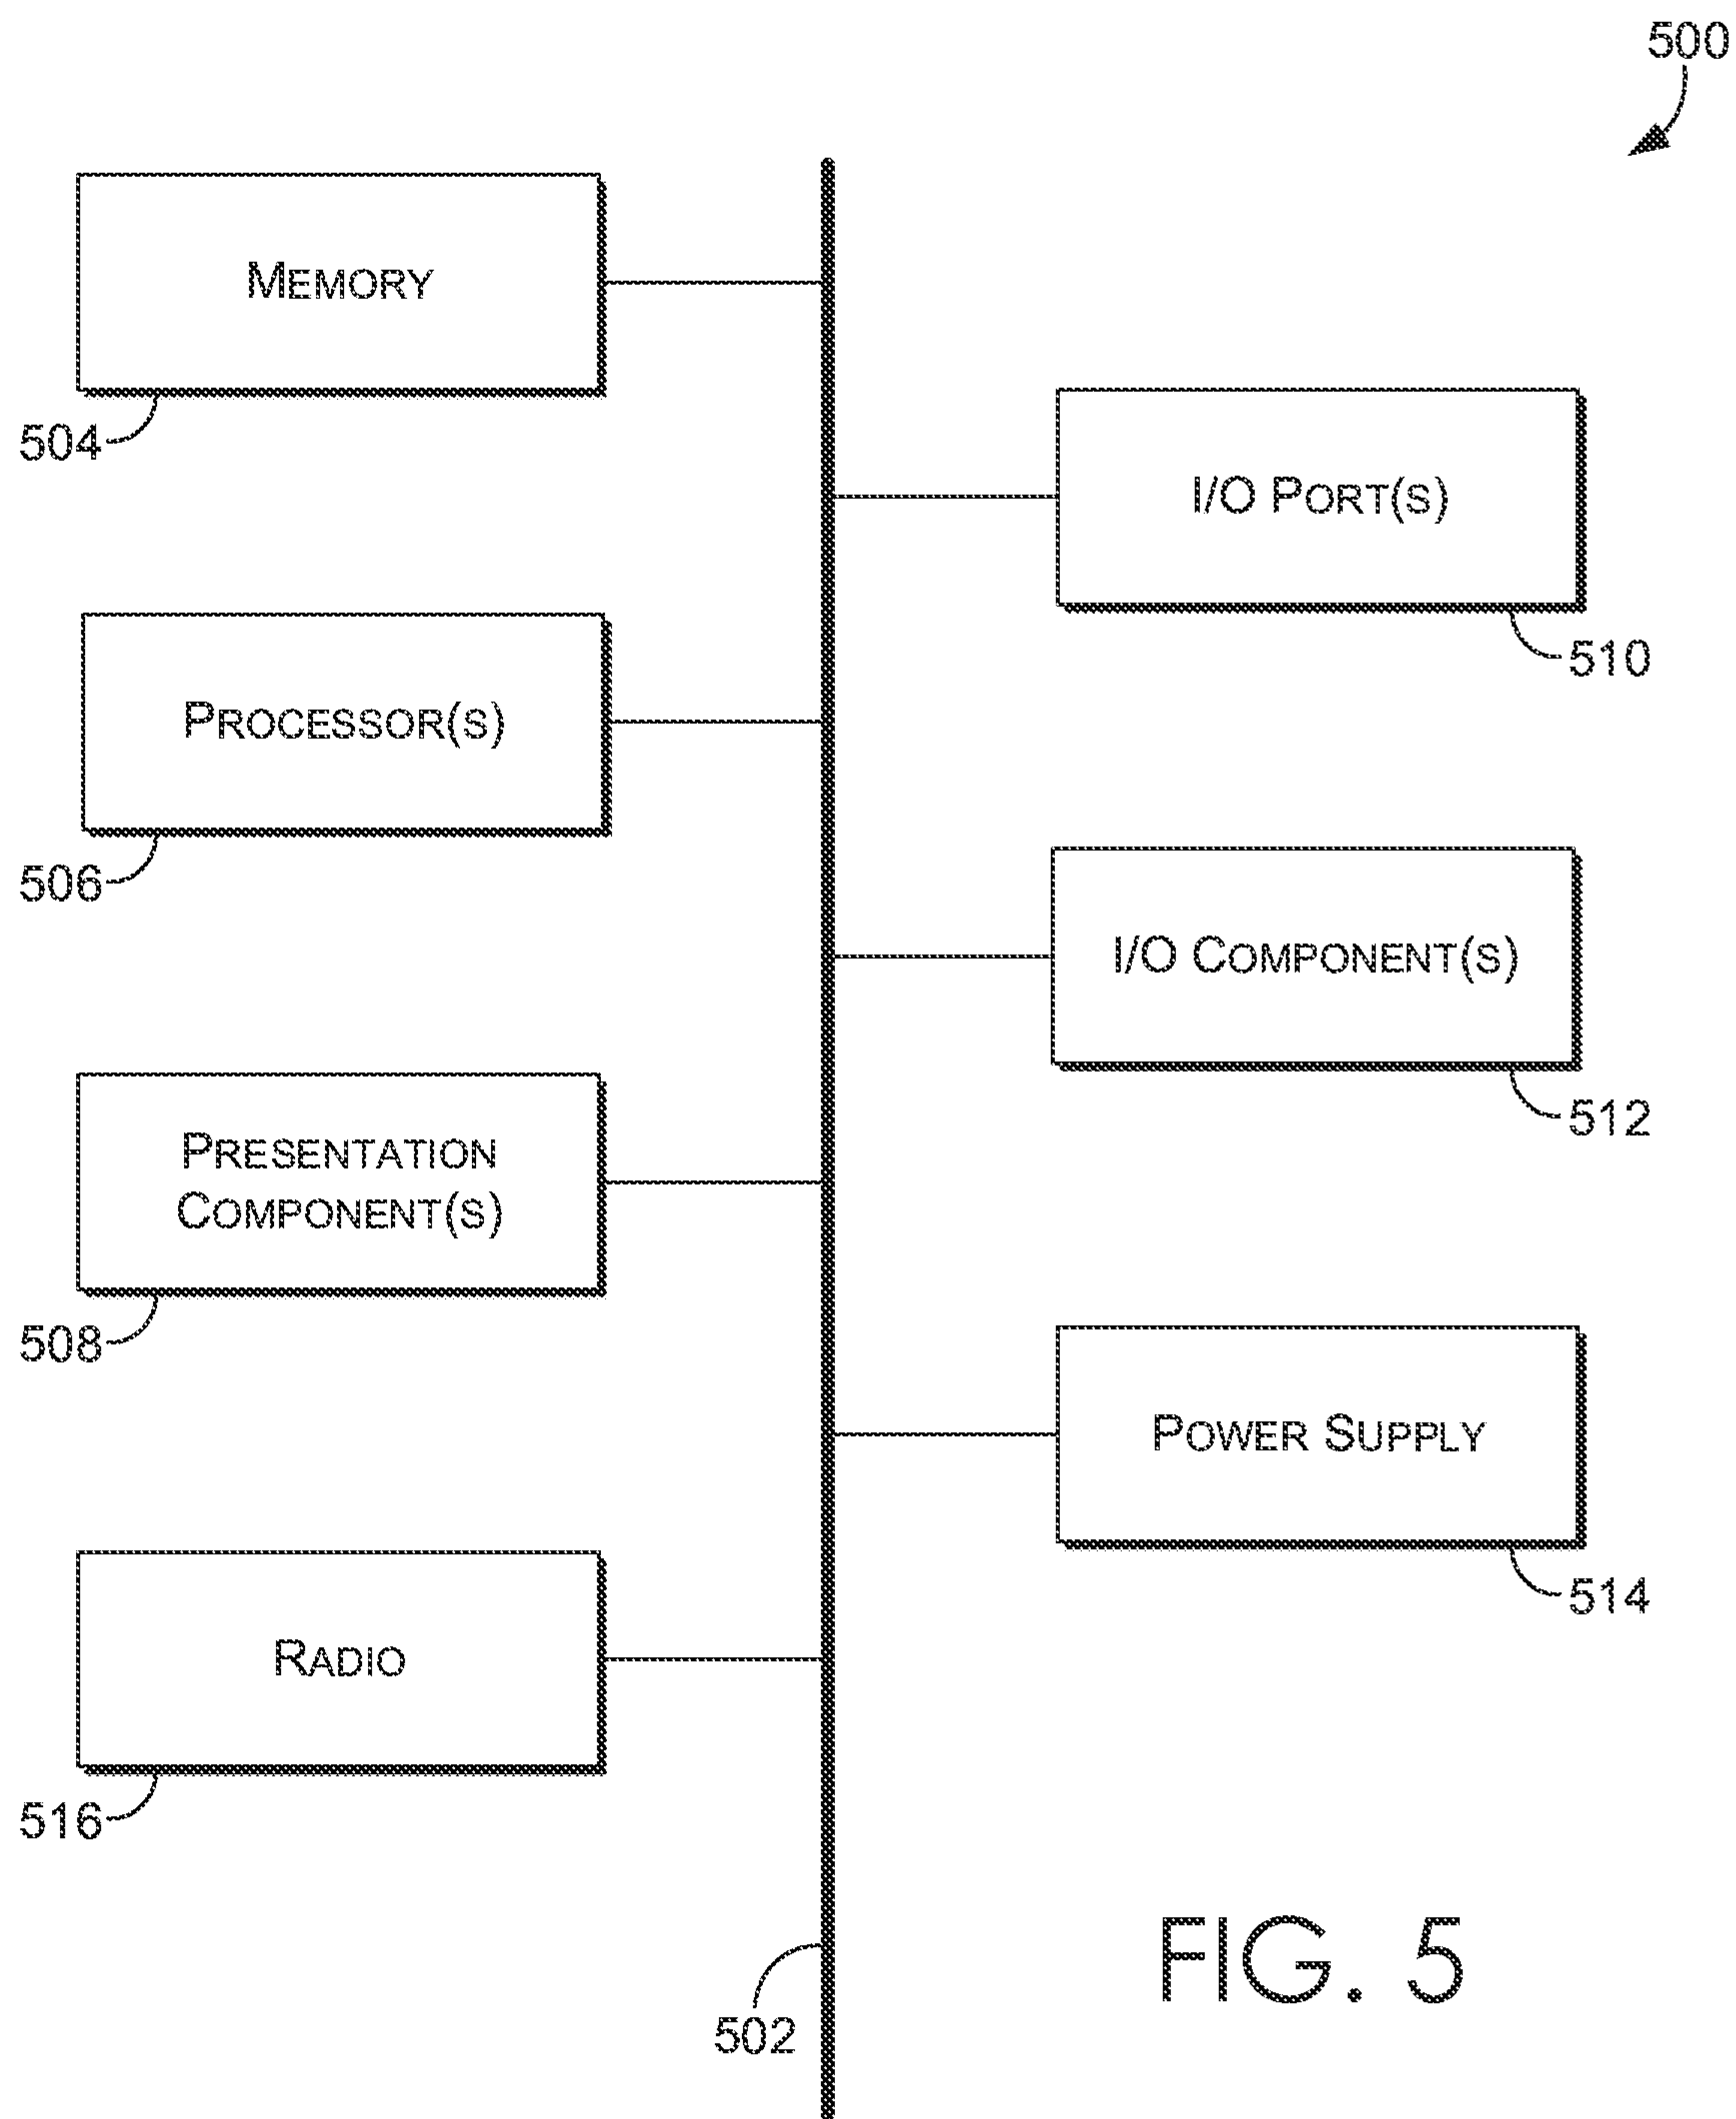 500
MEMORY
504
I/O PORT(S)
510
PROCESSOR(S)
506
I/O COMPONENT(S)
512
PRESENTATION
COMPONENT(S)
508
POWER SUPPLY
514
RADIO
516
502
FIG. 5